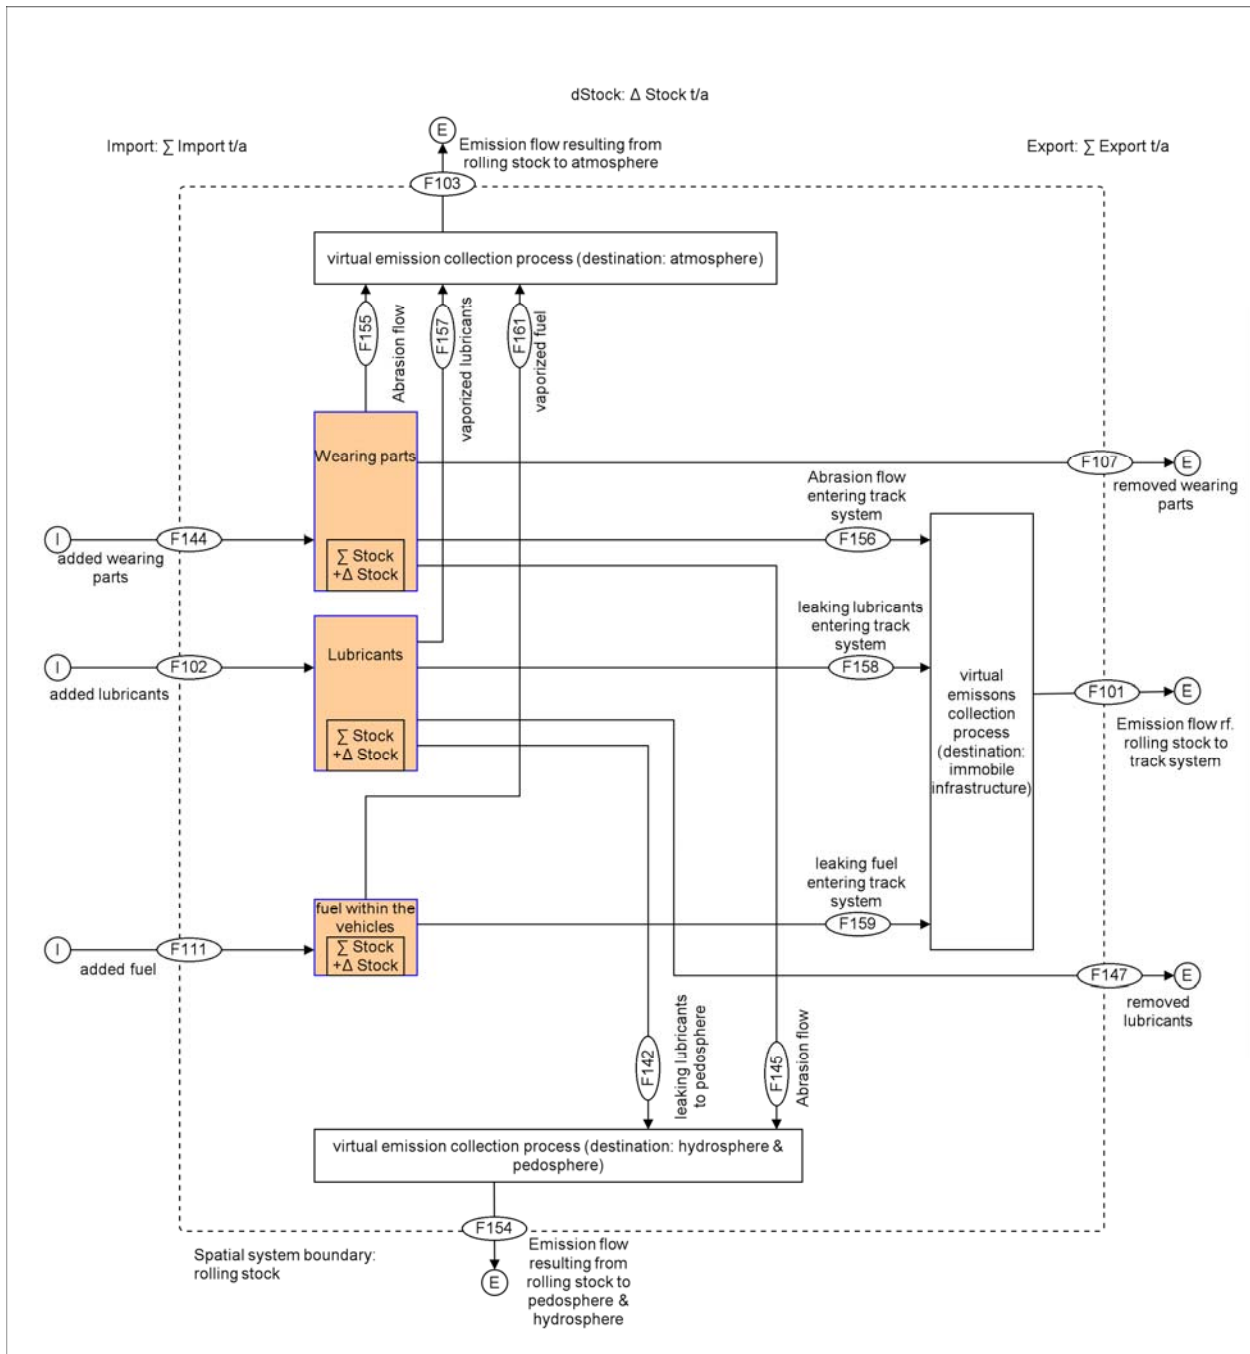 dStock: Δ Stock t/a
Import: ∑ Import t/a
Export: ∑ Export t/a
E
Emission flow resulting from
rolling stock to atmosphere
F103
virtual emission collection process (destination: atmosphere)
F155
Abrasion flow
F157
vaporized lubricants
F161
vaporized fuel
Wearing parts
∑ Stock
+Δ Stock
I
F144
added wearing
parts
F107
E
removed wearing
parts
Abrasion flow
entering track
system
F156
Lubricants
∑ Stock
+Δ Stock
I
F102
added lubricants
leaking lubricants
entering track
system
F158
virtual
emissons
collection
process
(destination:
immobile
infrastructure)
F101
E
Emission flow rf.
rolling stock to
track system
fuel within the
vehicles
∑ Stock
+Δ Stock
I
F111
added fuel
leaking fuel
entering track
system
F159
F147
E
removed
lubricants
F142
leaking lubricants
to pedosphere
F145
Abrasion flow
virtual emission collection process (destination: hydrosphere &
pedosphere)
F154
E
Emission flow
resulting from
rolling stock to
pedosphere &
hydrosphere
Spatial system boundary:
rolling stock